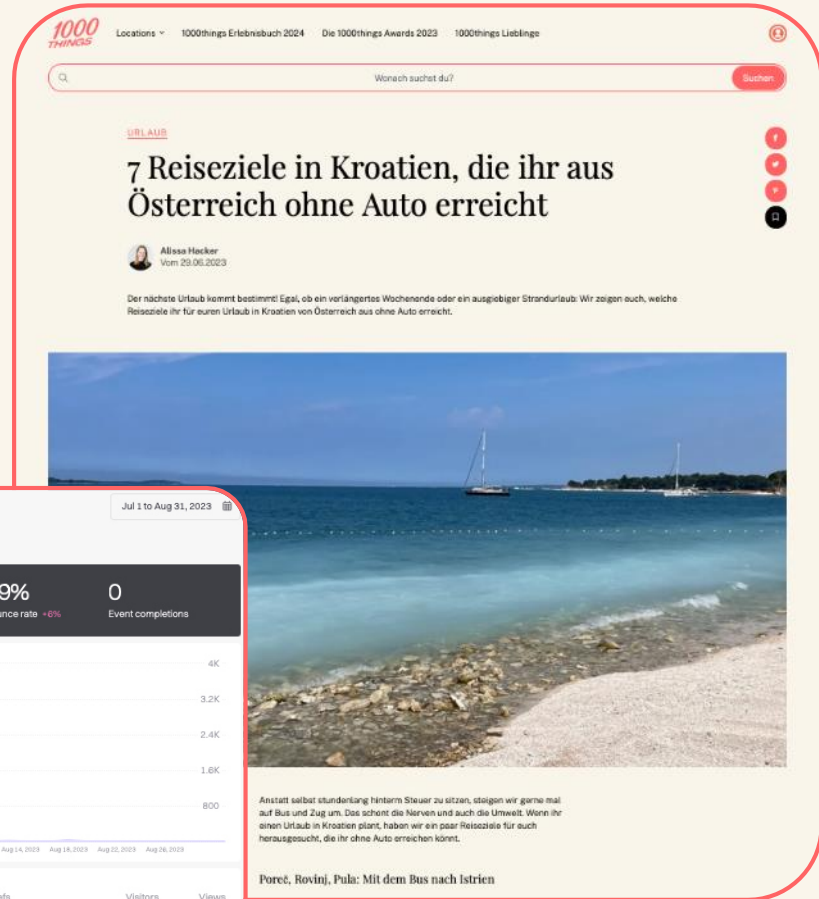 1000
THINGS
Locations
1000things Erlebnisbuch 2024
Die 1000things Awards 2023
1000things Lieblinge
Wonach suchst du?
Suchen
URLAUB
7 Reiseziele in Kroatien, die ihr aus
Österreich ohne Auto erreicht
Alissa Hacker
Vom 29.06.2023
Der nächste Urlaub kommt bestimmt! Egal, ob ein verlängertes Wochenende oder ein ausgiebiger Strandurlaub: Wir zeigen euch, welche
Reiseziele ihr für euren Urlaub in Kroatien von Österreich aus ohne Auto erreicht.
Jul 1 to Aug 31, 2023
9%
unce rate +6%
0
Event completions
4K
3.2K
2.4K
1.6K
800
Aug 14, 2023
Aug 18, 2023
Aug 22, 2023
Aug 26, 2023
Visitors
Views
Anstatt selbst stundenlang hinterm Steuer zu sitzen, steigen wir gerne mal
auf Bus und Zug um. Das schont die Nerven und auch die Umwelt. Wenn ihr
einen Urlaub in Kroatien plant, haben wir ein paar Reiseziele für euch
herausgesucht, die ihr ohne Auto erreichen könnt.
Poreč, Rovinj, Pula: Mit dem Bus nach Istrien